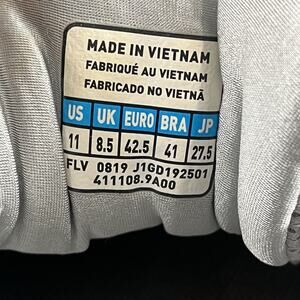 MADE IN VIETNAM
FABRIQUÉ AU VIETNAM
FABRICADO NO VIETNÃ
US UK EURO BRA JP
11 8.5 42.5 41 27.5
FLV 0819 J1GD192501
411108.9A00